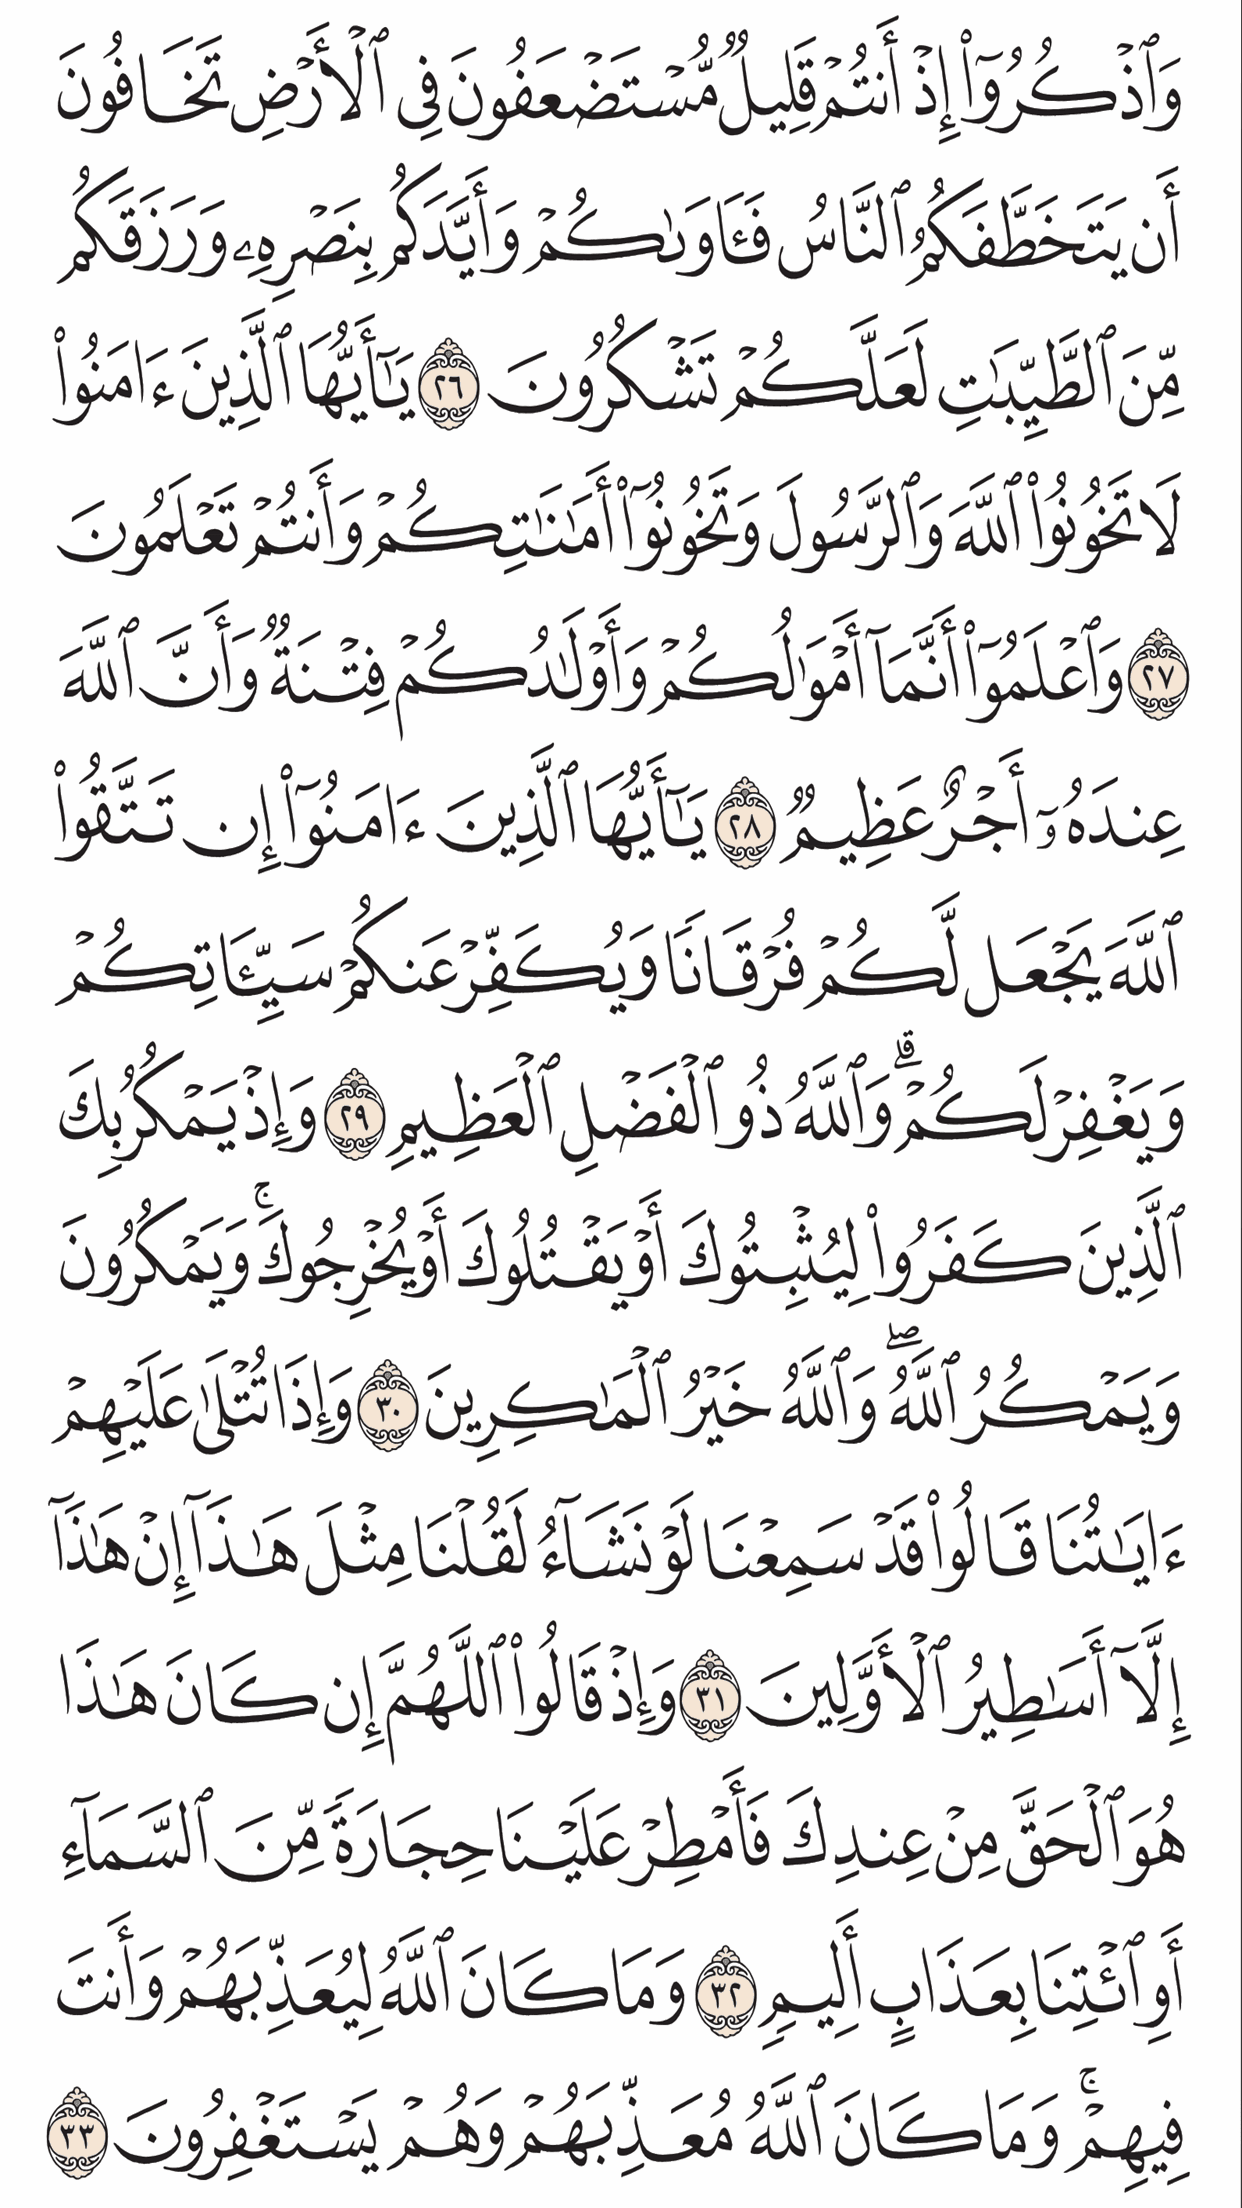 وَٱذۡكُرُوٓاْ إِذۡ أَنتُمۡ قَلِيلٞ مُّسۡتَضۡعَفُونَ فِي ٱلۡأَرۡضِ تَخَافُونَ
أَن يَتَخَطَّفَكُمُ ٱلنَّاسُ فَـَٔاوَىٰكُمۡ وَأَيَّدَكُم بِنَصۡرِهِۦ وَرَزَقَكُم
مِّنَ ٱلطَّيِّبَٰتِ لَعَلَّكُمۡ تَشۡكُرُونَ ٢٦ يَـٰٓأَيُّهَا ٱلَّذِينَ ءَامَنُواْ
لَا تَخُونُواْ ٱللَّهَ وَٱلرَّسُولَ وَتَخُونُوٓاْ أَمَٰنَٰتِكُمۡ وَأَنتُمۡ تَعۡلَمُونَ
٢٧ وَٱعۡلَمُوٓاْ أَنَّمَآ أَمۡوَٰلُكُمۡ وَأَوۡلَٰدُكُمۡ فِتۡنَةٞ وَأَنَّ ٱللَّهَ
عِندَهُۥٓ أَجۡرٌ عَظِيمٞ ٢٨ يَـٰٓأَيُّهَا ٱلَّذِينَ ءَامَنُوٓاْ إِن تَتَّقُواْ
ٱللَّهَ يَجۡعَل لَّكُمۡ فُرۡقَانٗا وَيُكَفِّرۡ عَنكُمۡ سَيِّـَٔاتِكُمۡ
وَيَغۡفِرۡ لَكُمۡۗ وَٱللَّهُ ذُو ٱلۡفَضۡلِ ٱلۡعَظِيمِ ٢٩ وَإِذۡ يَمۡكُرُ بِكَ
ٱلَّذِينَ كَفَرُواْ لِيُثۡبِتُوكَ أَوۡ يَقۡتُلُوكَ أَوۡ يُخۡرِجُوكَۚ وَيَمۡكُرُونَ
وَيَمۡكُرُ ٱللَّهُۖ وَٱللَّهُ خَيۡرُ ٱلۡمَٰكِرِينَ ٣٠ وَإِذَا تُتۡلَىٰ عَلَيۡهِمۡ
ءَايَٰتُنَا قَالُواْ قَدۡ سَمِعۡنَا لَوۡ نَشَآءُ لَقُلۡنَا مِثۡلَ هَٰذَآ إِنۡ هَٰذَآ
إِلَّآ أَسَٰطِيرُ ٱلۡأَوَّلِينَ ٣١ وَإِذۡ قَالُواْ ٱللَّهُمَّ إِن كَانَ هَٰذَا
هُوَ ٱلۡحَقَّ مِنۡ عِندِكَ فَأَمۡطِرۡ عَلَيۡنَا حِجَارَةٗ مِّنَ ٱلسَّمَآءِ
أَوِ ٱئۡتِنَا بِعَذَابٍ أَلِيمٖ ٣٢ وَمَا كَانَ ٱللَّهُ لِيُعَذِّبَهُمۡ وَأَنتَ
فِيهِمۡۚ وَمَا كَانَ ٱللَّهُ مُعَذِّبَهُمۡ وَهُمۡ يَسۡتَغۡفِرُونَ ٣٣